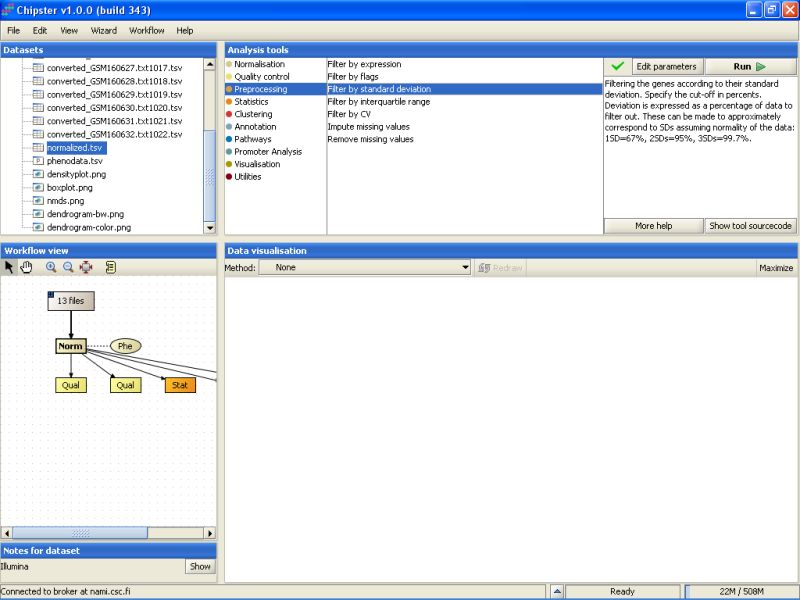 Chipster v1.0.0 (build 343)
File Edit View Wizard Workflow Help
Datasets
converted_GSM160627.txt1017.tsv
converted_GSM160628.txt1018.tsv
converted_GSM160629.txt1019.tsv
converted_GSM160630.txt1020.tsv
converted_GSM160631.txt1021.tsv
converted_GSM160632.txt1022.tsv
normalized.tsv
phenodata.tsv
densityplot.png
boxplot.png
nmds.png
dendrogram-bw.png
dendrogram-color.png
Analysis tools
Normalisation
Quality control
Preprocessing
Statistics
Clustering
Annotation
Pathways
Promoter Analysis
Visualisation
Utilities
Filter by expression
Filter by flags
Filter by standard deviation
Filter by interquartile range
Filter by CV
Impute missing values
Remove missing values
Edit parameters Run
Filtering the genes according to their standard
deviation. Specify the cut-off in percents.
Deviation is expressed as a percentage of data to
filter out. These can be made to approximately
correspond to SDs assuming normality of the data:
1SD=67%, 2SDs=95%, 3SDs=99.7%.
More help Show tool sourcecode
Workflow view
13 files
Norm Phe
Qual Qual Stat
Data visualisation
Method: None Redraw Maximize
Notes for dataset
Illumina Show
Connected to broker at nami.csc.fi Ready 22M / 508M